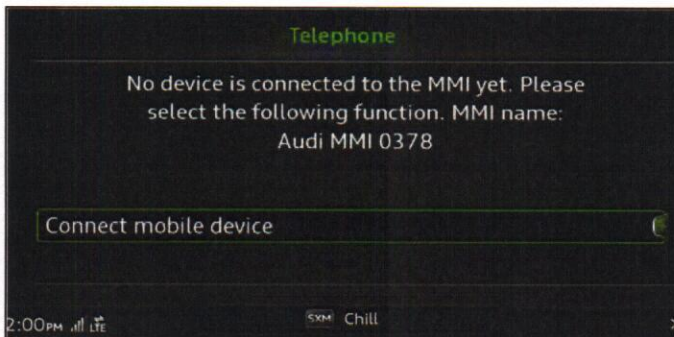 Telephone
No device is connected to the MMI yet. Please
select the following function. MMI name:
Audi MMI 0378
Connect mobile device
2:00PM LTE SXM Chill